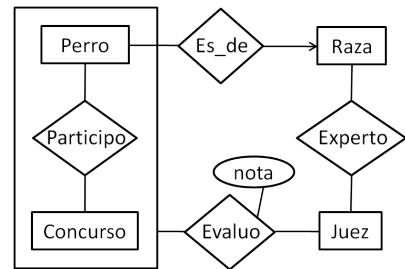 Perro
Es_de
Raza
Participo
Experto
nota
Concurso
Evaluo
Juez